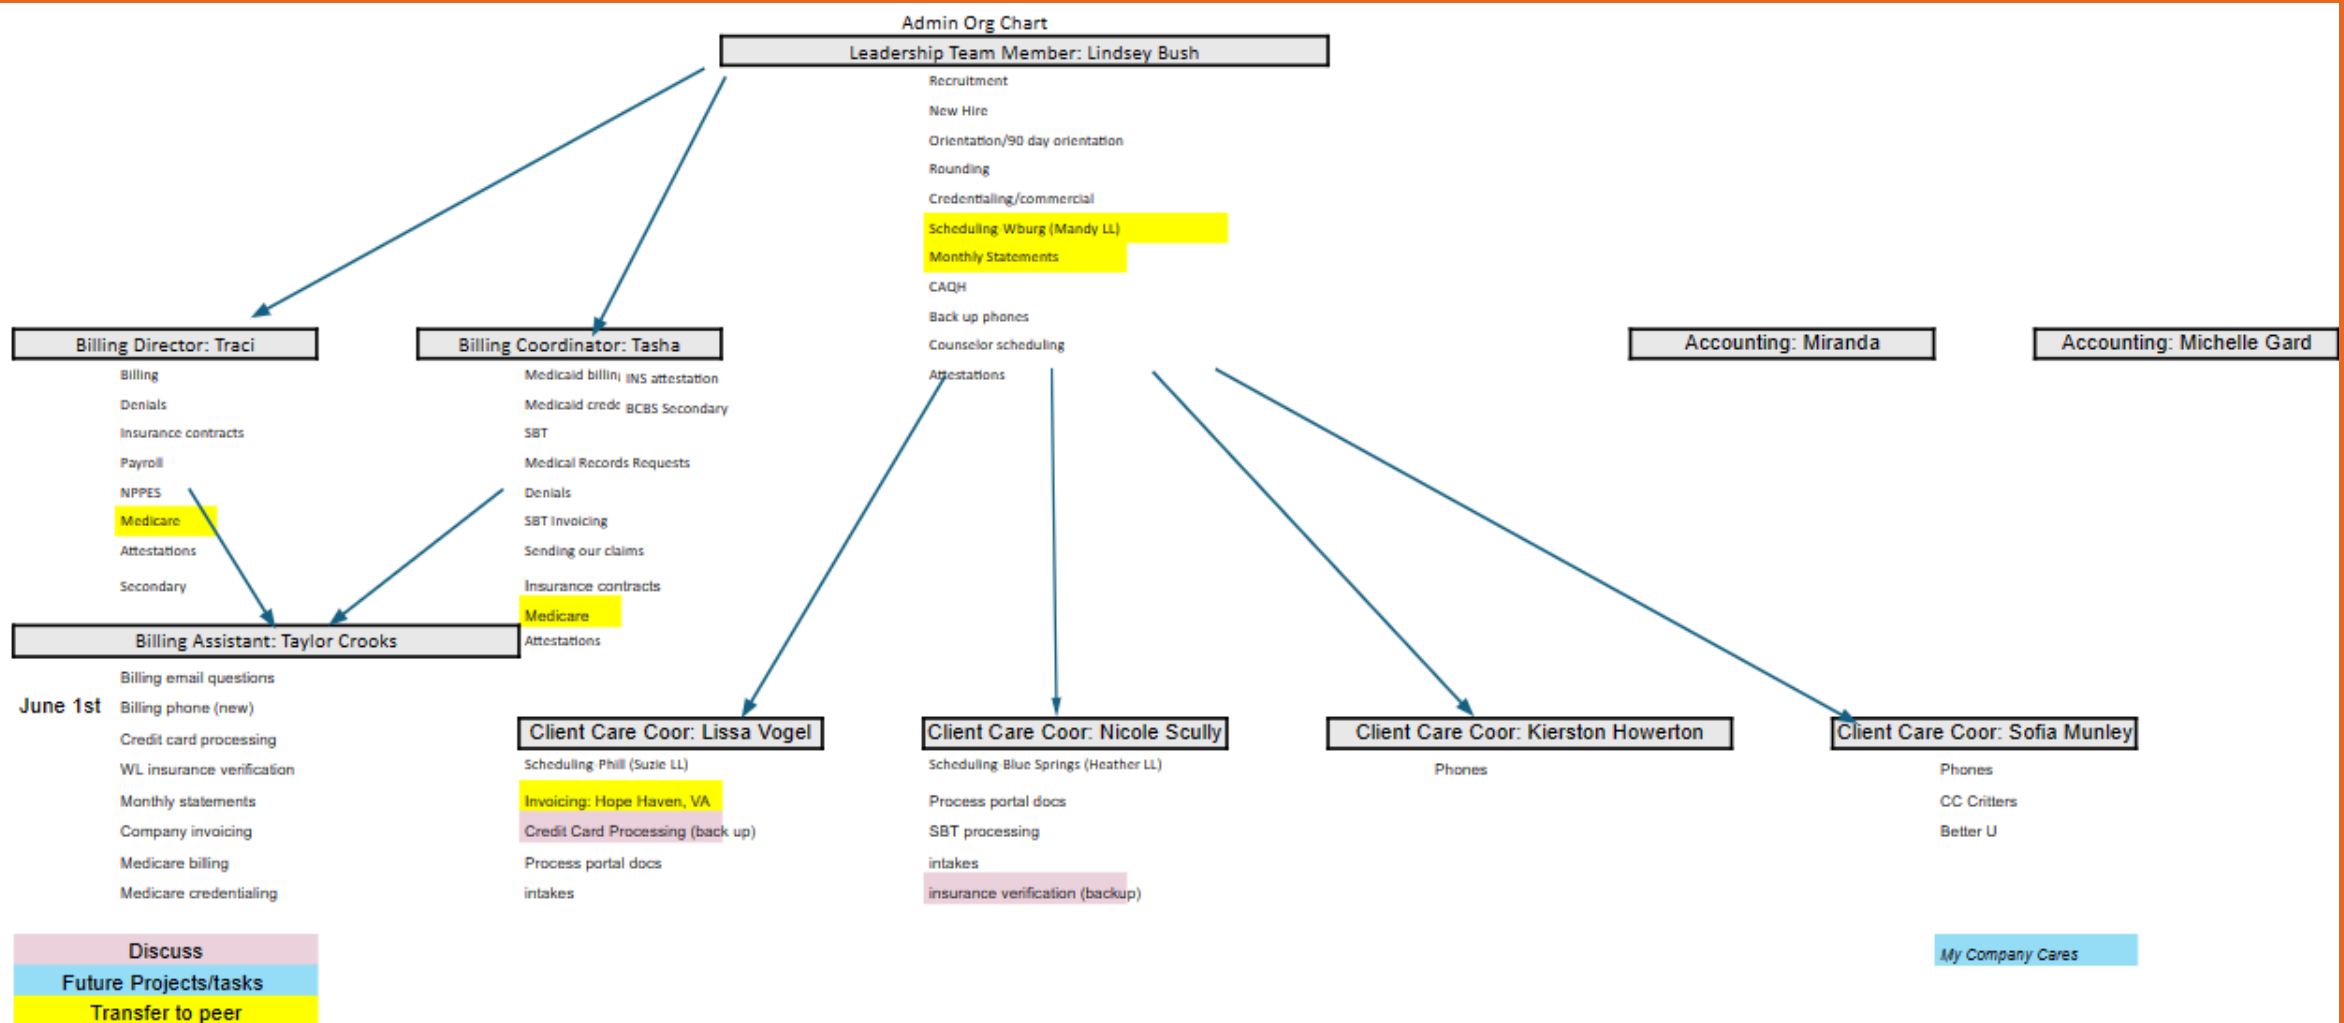 Admin Org Chart
Leadership Team Member: Lindsey Bush
Recruitment
New Hire
Orientation/90 day orientation
Rounding
Credentialing/commercial
Scheduling Wburg (Mandy LL)
Monthly Statements
CAQH
Back up phones
Counselor scheduling
Attestations
Billing Director: Traci
Billing
Denials
Insurance contracts
Payroll
NPPES
Medicare
Attestations
Secondary
Billing Coordinator: Tasha
Medicaid billin INS attestation
Medicaid crede BCBS Secondary
SBT
Medical Records Requests
Denials
SBT Invoicing
Sending our claims
Insurance contracts
Medicare
Attestations
Accounting: Miranda
Accounting: Michelle Gard
Billing Assistant: Taylor Crooks
Billing email questions
June 1st Billing phone (new)
Credit card processing
WL insurance verification
Monthly statements
Company invoicing
Medicare billing
Medicare credentialing
Client Care Coor: Lissa Vogel
Scheduling Phill (Suzie LL)
Invoicing: Hope Haven, VA
Credit Card Processing (back up)
Process portal docs
intakes
Client Care Coor: Nicole Scully
Scheduling Blue Springs (Heather LL)
Process portal docs
SBT processing
intakes
insurance verification (backup)
Client Care Coor: Kierston Howerton
Phones
Client Care Coor: Sofia Munley
Phones
CC Critters
Better U
My Company Cares
Discuss
Future Projects/tasks
Transfer to peer